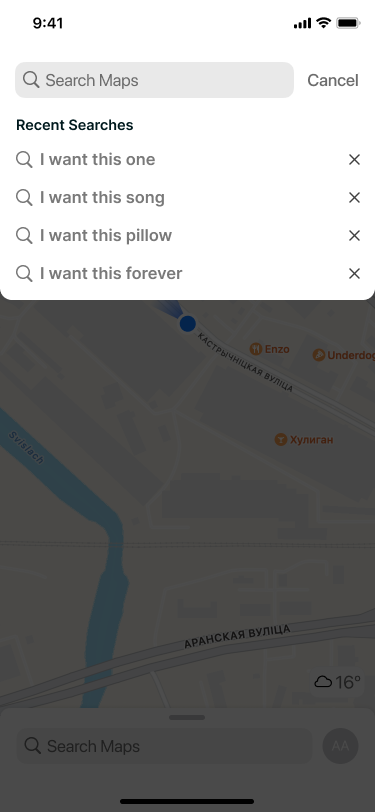 9:41
Search Maps
Cancel
Recent Searches
I want this one
I want this song
I want this pillow
I want this forever
КАСТРЫЧНІЦКАЯ ВУЛІЦА
Enzo
Underdog
Хулиган
Svislach
АРАНСКАЯ ВУЛІЦА
16°
Search Maps
AA